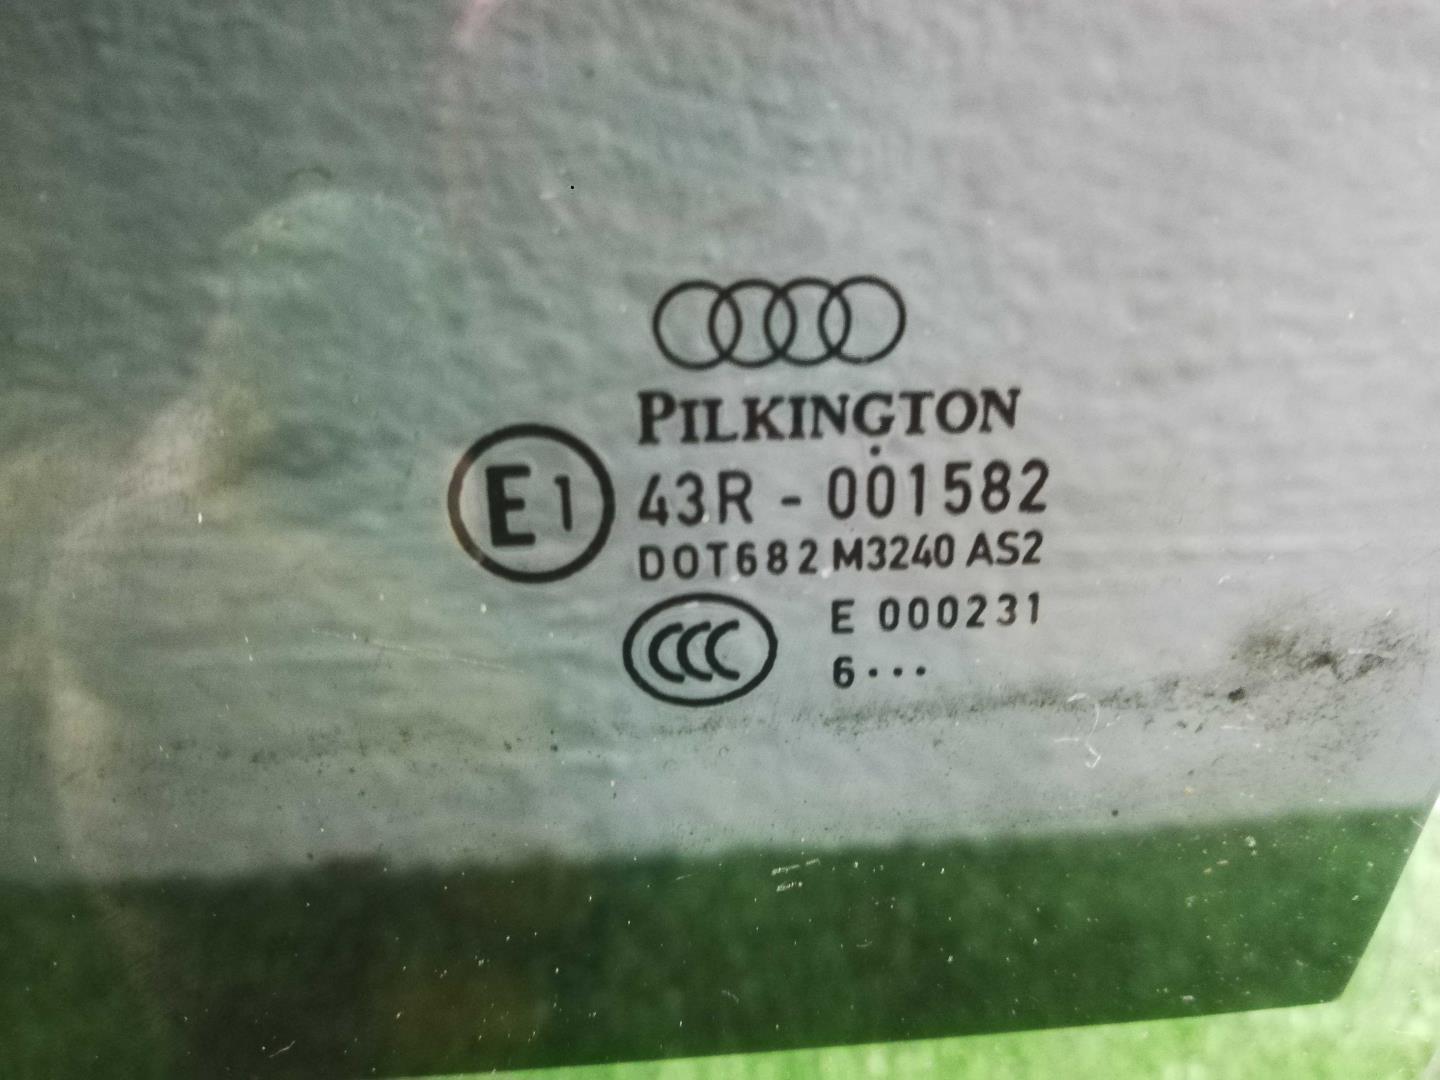 PILKINGTON
E1
43R - 001582
DOT682 M3240 AS2
CCC
E 000231
6···